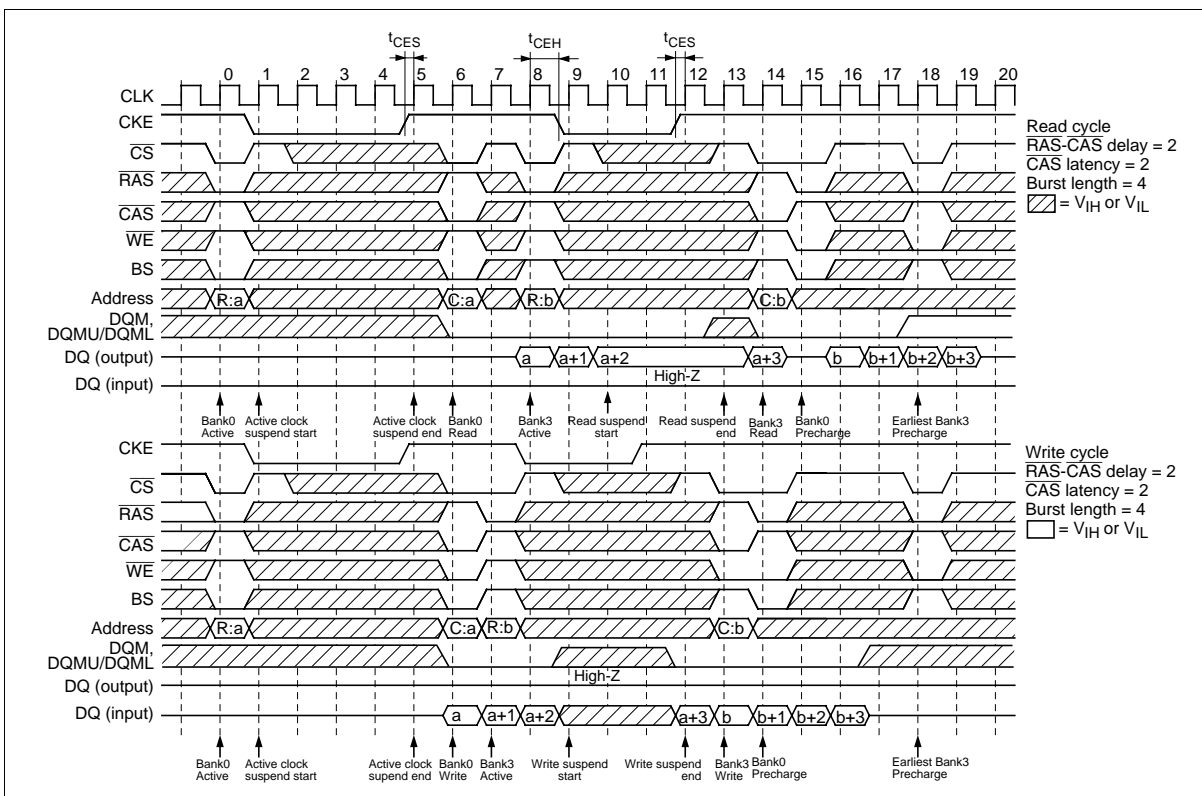 tCES tCEH tCES
0 1 2 3 4 5 6 7 8 9 10 11 12 13 14 15 16 17 18 19 20
CLK
CKE
CS
RAS
CAS
WE
BS
Address R:a C:a R:b C:b
DQM,
DQMU/DQML
DQ (output) a a+1 a+2 a+3 b b+1 b+2 b+3
High-Z
DQ (input)
Bank0 Active
Active clock suspend start
Active clock suspend end
Bank0 Read
Bank3 Active
Read suspend start
Read suspend end
Bank3 Read
Bank0 Precharge
Earliest Bank3 Precharge
Read cycle
RAS-CAS delay = 2
CAS latency = 2
Burst length = 4
= VIH or VIL
CKE
CS
RAS
CAS
WE
BS
Address R:a C:a R:b C:b
DQM,
DQMU/DQML
High-Z
DQ (output)
DQ (input) a a+1 a+2 a+3 b b+1 b+2 b+3
Bank0 Active
Active clock suspend start
Active clock supend end
Bank0 Write
Bank3 Active
Write suspend start
Write suspend end
Bank3 Write
Bank0 Precharge
Earliest Bank3 Precharge
Write cycle
RAS-CAS delay = 2
CAS latency = 2
Burst length = 4
= VIH or VIL